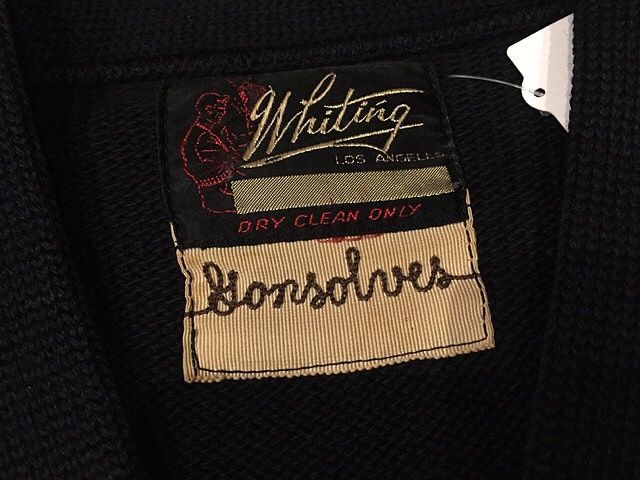 Whiting
LOS ANGELES
DRY CLEAN ONLY
Gonsolves